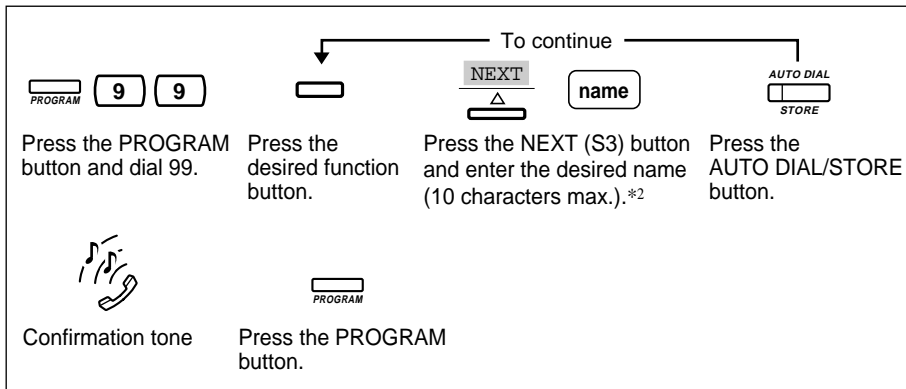 To continue
NEXT
AUTO DIAL
PROGRAM
9
9
name
STORE
Press the PROGRAM
button and dial 99.
Press the
desired function
button.
Press the NEXT (S3) button
and enter the desired name
(10 characters max.).*2
Press the
AUTO DIAL/STORE
button.
PROGRAM
Confirmation tone
Press the PROGRAM
button.